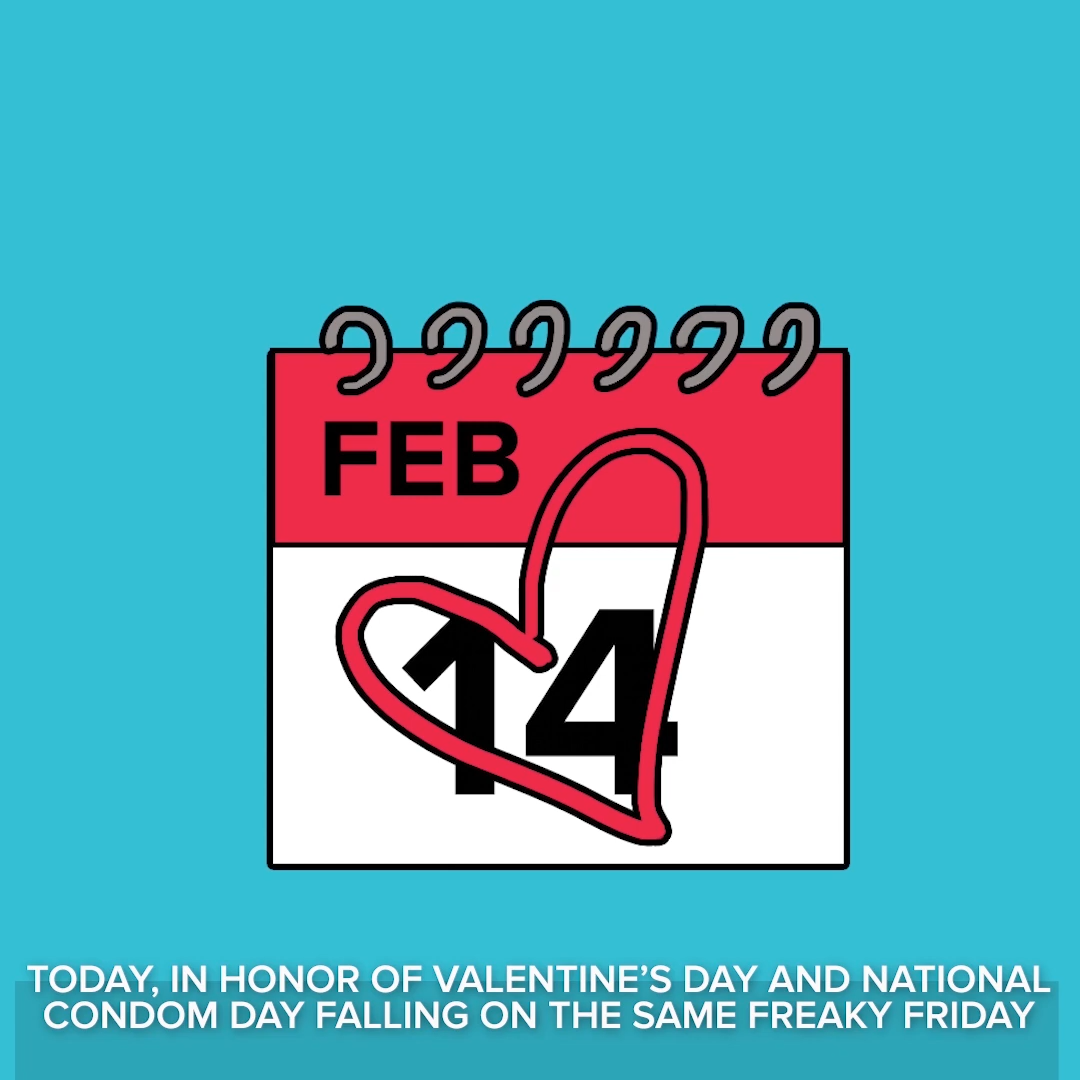 FEB
14
TODAY, IN HONOR OF VALENTINE’S DAY AND NATIONAL
CONDOM DAY FALLING ON THE SAME FREAKY FRIDAY